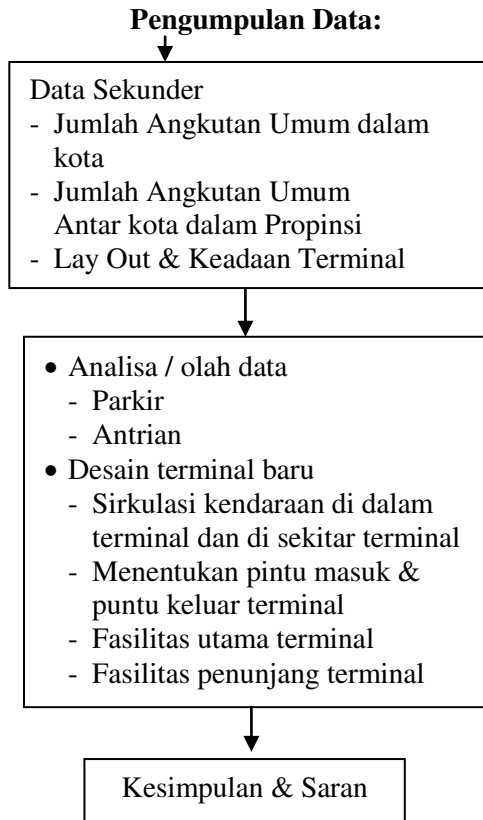 Pengumpulan Data:
Data Sekunder
- Jumlah Angkutan Umum dalam
kota
- Jumlah Angkutan Umum
Antar kota dalam Propinsi
- Lay Out & Keadaan Terminal
• Analisa / olah data
- Parkir
- Antrian
• Desain terminal baru
- Sirkulasi kendaraan di dalam
terminal dan di sekitar terminal
- Menentukan pintu masuk &
puntu keluar terminal
- Fasilitas utama terminal
- Fasilitas penunjang terminal
Kesimpulan & Saran